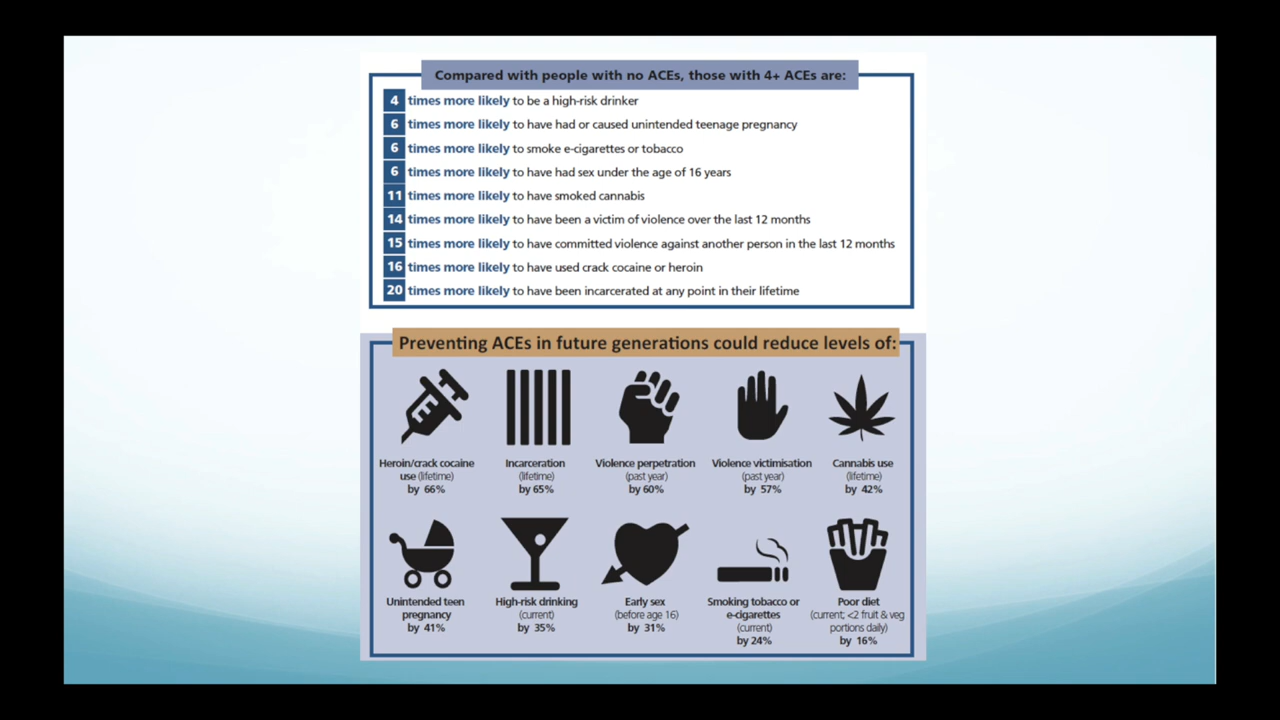 Compared with people with no ACEs, those with 4+ ACEs are:
4 times more likely to be a high-risk drinker
6 times more likely to have had or caused unintended teenage pregnancy
6 times more likely to smoke e-cigarettes or tobacco
6 times more likely to have had sex under the age of 16 years
11 times more likely to have smoked cannabis
14 times more likely to have been a victim of violence over the last 12 months
15 times more likely to have committed violence against another person in the last 12 months
16 times more likely to have used crack cocaine or heroin
20 times more likely to have been incarcerated at any point in their lifetime
Preventing ACEs in future generations could reduce levels of:
Heroin/crack cocaine
use (lifetime)
by 66%
Incarceration
(lifetime)
by 65%
Violence perpetration
(past year)
by 60%
Violence victimisation
(past year)
by 57%
Cannabis use
(lifetime)
by 42%
Unintended teen
pregnancy
by 41%
High-risk drinking
(current)
by 35%
Early sex
(before age 16)
by 31%
Smoking tobacco or
e-cigarettes
(current)
by 24%
Poor diet
(current; <2 fruit & veg
portions daily)
by 16%